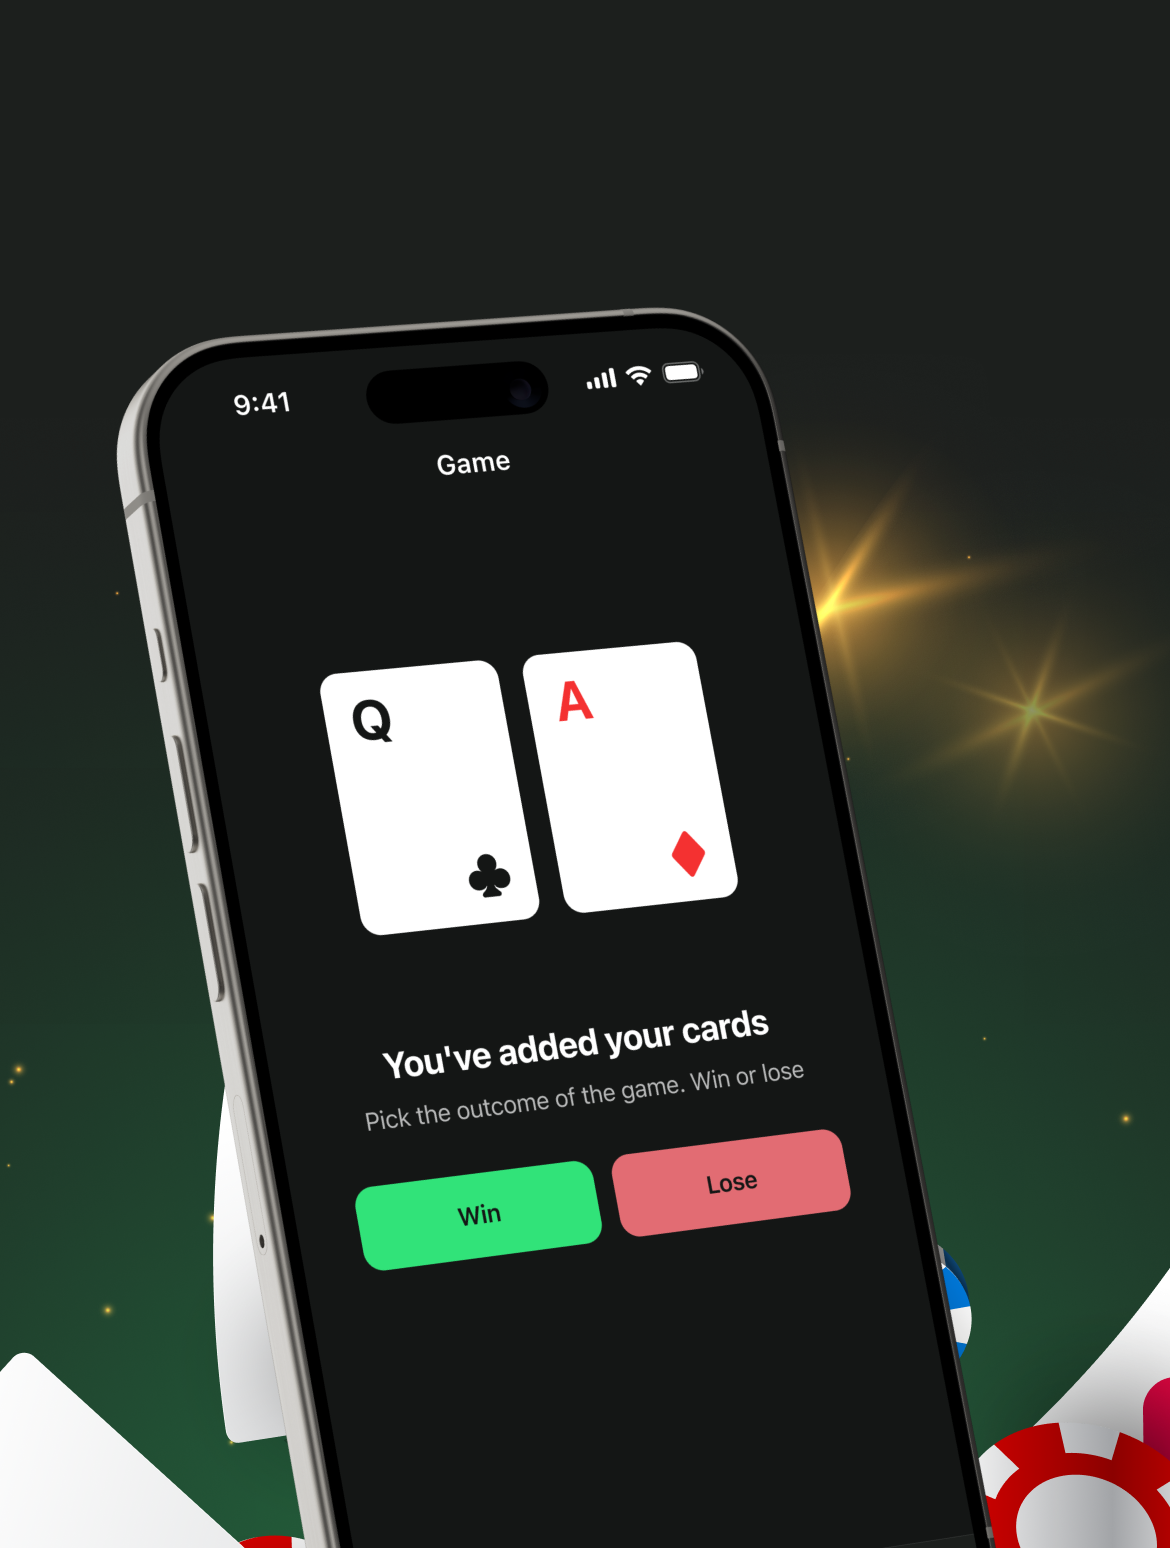 9:41
Game
Q
A
You've added your cards
Pick the outcome of the game. Win or lose
Win
Lose